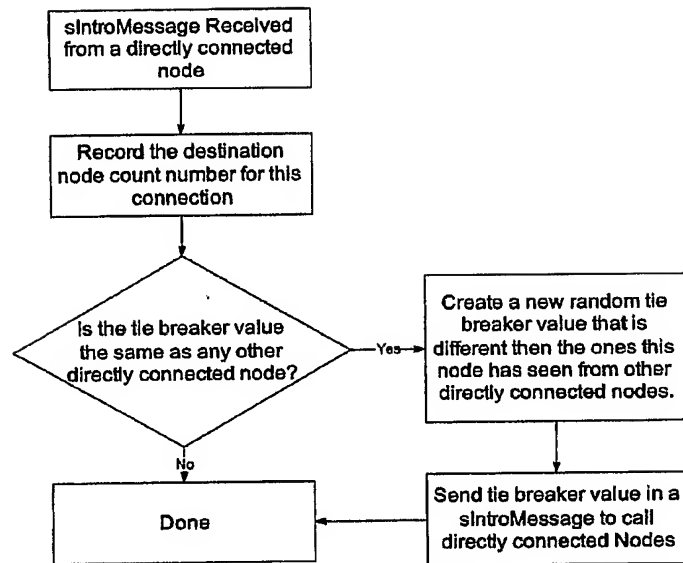 sIntroMessage Received
from a directly connected
node
Record the destination
node count number for this
connection
Is the tie breaker value
the same as any other
directly connected node?
Yes
Create a new random tie
breaker value that is
different then the ones this
node has seen from other
directly connected nodes.
No
Done
Send tie breaker value in a
sIntroMessage to call
directly connected Nodes